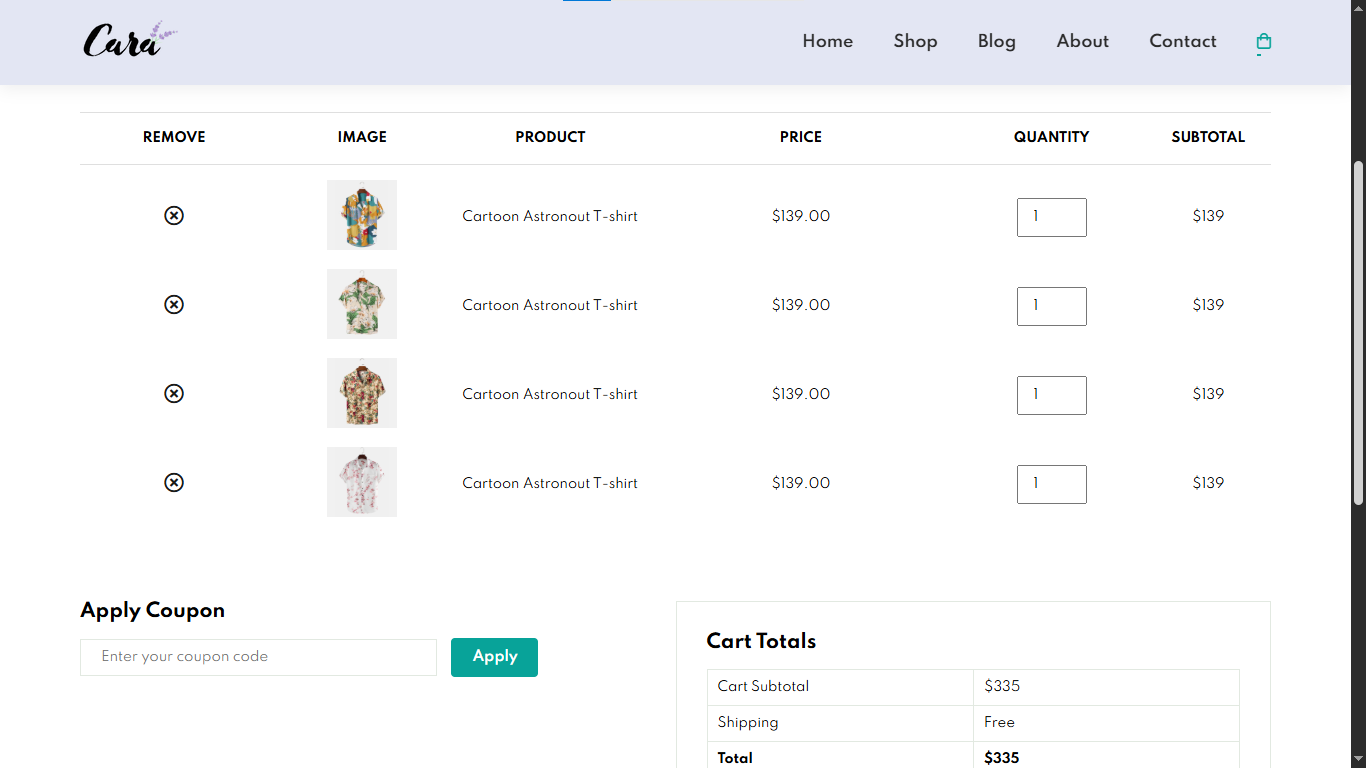 Cara
Home Shop Blog About Contact
REMOVE IMAGE PRODUCT PRICE QUANTITY SUBTOTAL
Cartoon Astronout T-shirt $139.00 1 $139
Cartoon Astronout T-shirt $139.00 1 $139
Cartoon Astronout T-shirt $139.00 1 $139
Cartoon Astronout T-shirt $139.00 1 $139
Apply Coupon
Enter your coupon code Apply
Cart Totals
Cart Subtotal $335
Shipping Free
Total $335